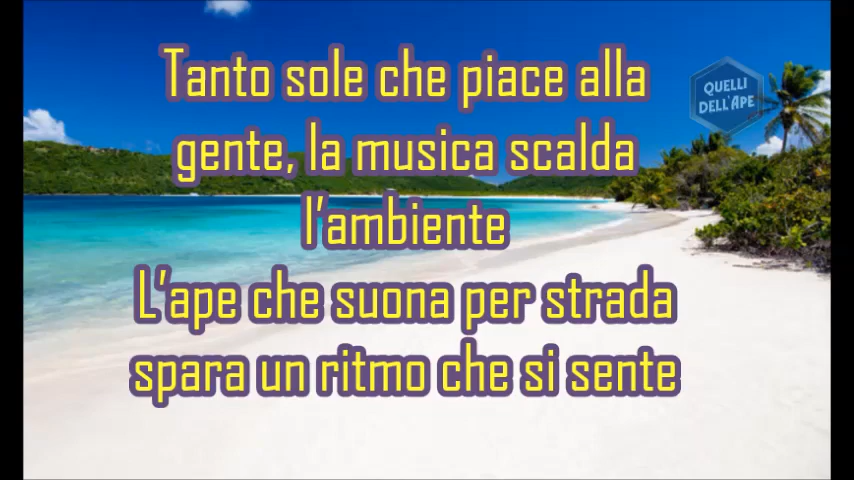 Tanto sole che piace alla
gente, la musica scalda
l'ambiente
L'ape che suona per strada
spara un ritmo che si sente
QUELLI
DELL'APE